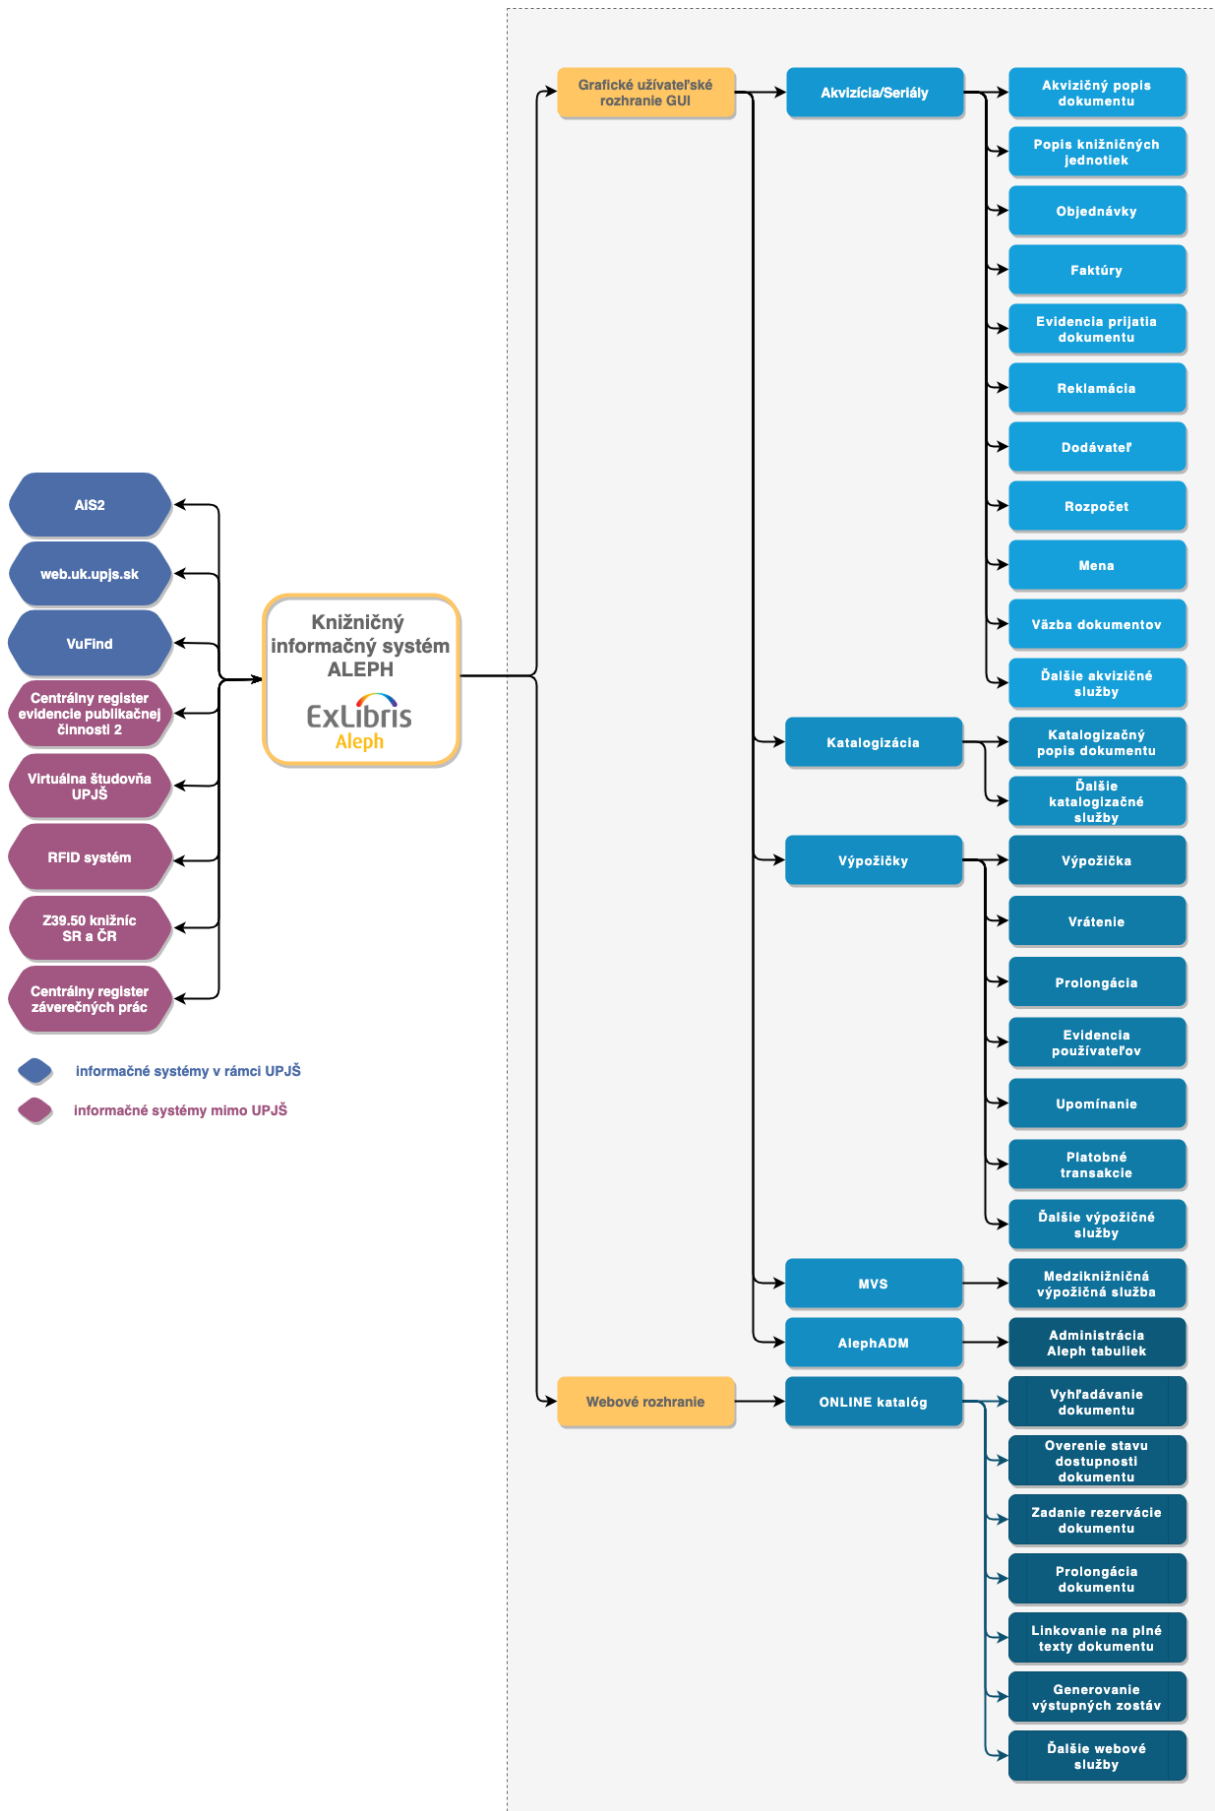 Grafické užívateľské
rozhranie GUI
Akvizícia/Seriály
Akvizičný popis
dokumentu
Popis knižničných
jednotiek
Objednávky
Faktúry
Evidencia prijatia
dokumentu
Reklamácia
Dodávateľ
Rozpočet
Mena
Väzba dokumentov
Ďalšie akvizičné
služby
AiS2
web.uk.upjs.sk
VuFind
Centrálny register
evidencie publikačnej
činnosti 2
Virtuálna študovňa
UPJŠ
RFID systém
Z39.50 knižníc
SR a ČR
Centrálny register
záverečných prác
informačné systémy v rámci UPJŠ
informačné systémy mimo UPJŠ
Knižničný
informačný systém
ALEPH
ExLibris
Aleph
Katalogizácia
Katalogizačný
popis dokumentu
Ďalšie
katalogizačné
služby
Výpožičky
Výpožička
Vrátenie
Prolongácia
Evidencia
používateľov
Upomínanie
Platobné
transakcie
Ďalšie výpožičné
služby
MVS
Medziknižničná
výpožičná služba
AlephADM
Administrácia
Aleph tabuliek
Webové rozhranie
ONLINE katalóg
Vyhľadávanie
dokumentu
Overenie stavu
dostupnosti
dokumentu
Zadanie rezervácie
dokumentu
Prolongácia
dokumentu
Linkovanie na plné
texty dokumentu
Generovanie
výstupných zostáv
Ďalšie webové
služby